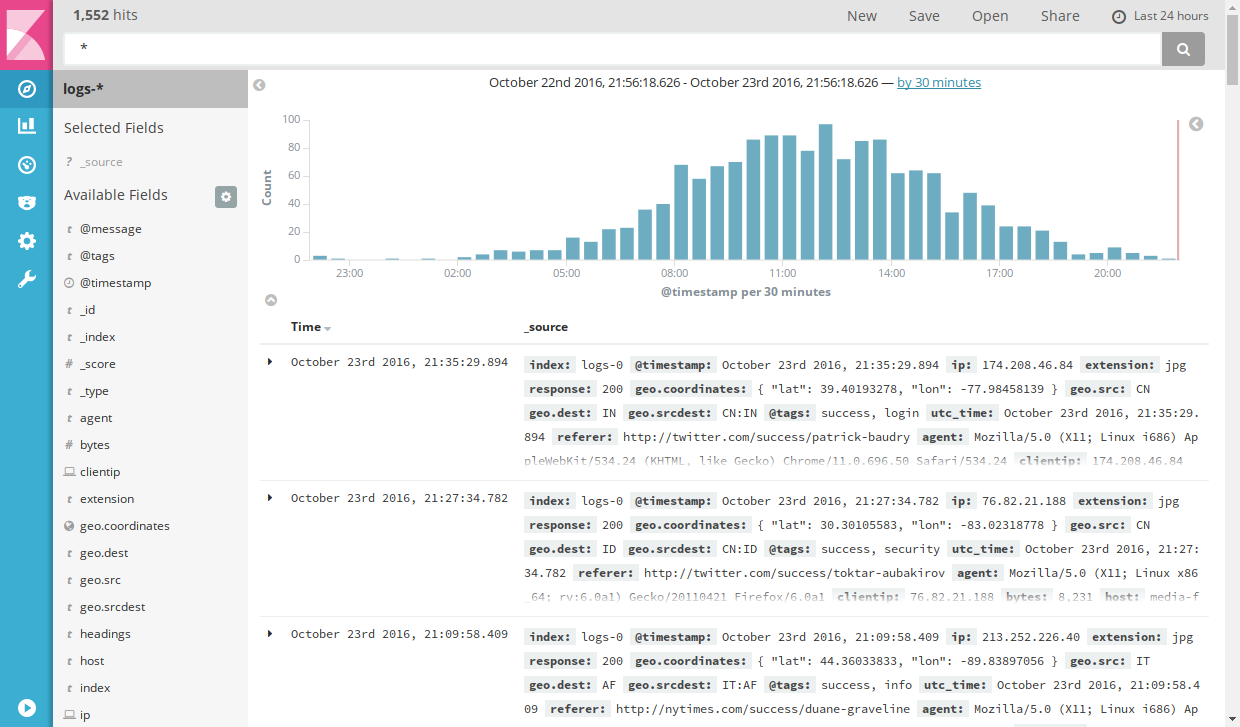 1,552 hits
New Save Open Share Last 24 hours
*
logs-*
Selected Fields
? _source
Available Fields
t @message
t @tags
@timestamp
t _id
t _index
# _score
t _type
t agent
# bytes
clientip
t extension
geo.coordinates
t geo.dest
t geo.src
t geo.srcdest
t headings
t host
t index
ip
October 22nd 2016, 21:56:18.626 - October 23rd 2016, 21:56:18.626 — by 30 minutes
Count
100
80
60
40
20
0
23:00 02:00 05:00 08:00 11:00 14:00 17:00 20:00
@timestamp per 30 minutes
Time _source
October 23rd 2016, 21:35:29.894 index: logs-0 @timestamp: October 23rd 2016, 21:35:29.894 ip: 174.208.46.84 extension: jpg
response: 200 geo.coordinates: { "lat": 39.40193278, "lon": -77.98458139 } geo.src: CN
geo.dest: IN geo.srcdest: CN:IN @tags: success, login utc_time: October 23rd 2016, 21:35:29.
894 referer: http://twitter.com/success/patrick-baudry agent: Mozilla/5.0 (X11; Linux i686) Ap
pleWebKit/534.24 (KHTML, like Gecko) Chrome/11.0.696.50 Safari/534.24 clientip: 174.208.46.84
October 23rd 2016, 21:27:34.782 index: logs-0 @timestamp: October 23rd 2016, 21:27:34.782 ip: 76.82.21.188 extension: jpg
response: 200 geo.coordinates: { "lat": 30.30105583, "lon": -83.02318778 } geo.src: CN
geo.dest: ID geo.srcdest: CN:ID @tags: success, security utc_time: October 23rd 2016, 21:27:
34.782 referer: http://twitter.com/success/toktar-aubakirov agent: Mozilla/5.0 (X11; Linux x86
_64; rv:6.0a1) Gecko/20110421 Firefox/6.0a1 clientip: 76.82.21.188 bytes: 8,231 host: media-f
October 23rd 2016, 21:09:58.409 index: logs-0 @timestamp: October 23rd 2016, 21:09:58.409 ip: 213.252.226.40 extension: jpg
response: 200 geo.coordinates: { "lat": 44.36033833, "lon": -89.83897056 } geo.src: IT
geo.dest: AF geo.srcdest: IT:AF @tags: success, info utc_time: October 23rd 2016, 21:09:58.4
09 referer: http://nytimes.com/success/duane-graveline agent: Mozilla/5.0 (X11; Linux i686) Ap